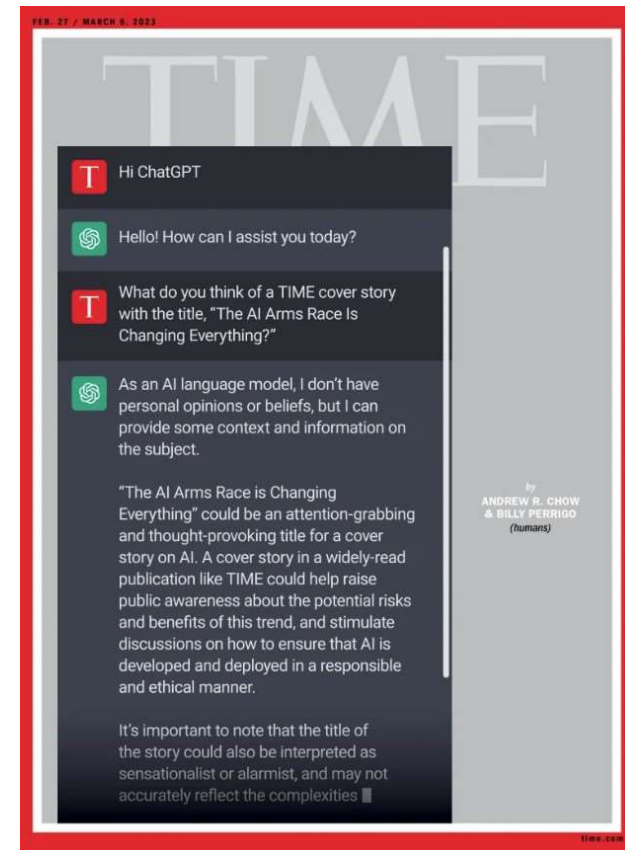 FEB. 27 / MARCH 6, 2023
TIME
T
Hi ChatGPT
Hello! How can I assist you today?
T
What do you think of a TIME cover story
with the title, “The AI Arms Race Is
Changing Everything?”
As an AI language model, I don’t have
personal opinions or beliefs, but I can
provide some context and information on
the subject.
“The AI Arms Race is Changing
Everything” could be an attention-grabbing
and thought-provoking title for a cover
story on AI. A cover story in a widely-read
publication like TIME could help raise
public awareness about the potential risks
and benefits of this trend, and stimulate
discussions on how to ensure that AI is
developed and deployed in a responsible
and ethical manner.
It’s important to note that the title of
the story could also be interpreted as
sensationalist or alarmist, and may not
accurately reflect the complexities
by
ANDREW R. CHOW
& BILLY PERRIGO
(humans)
time.com